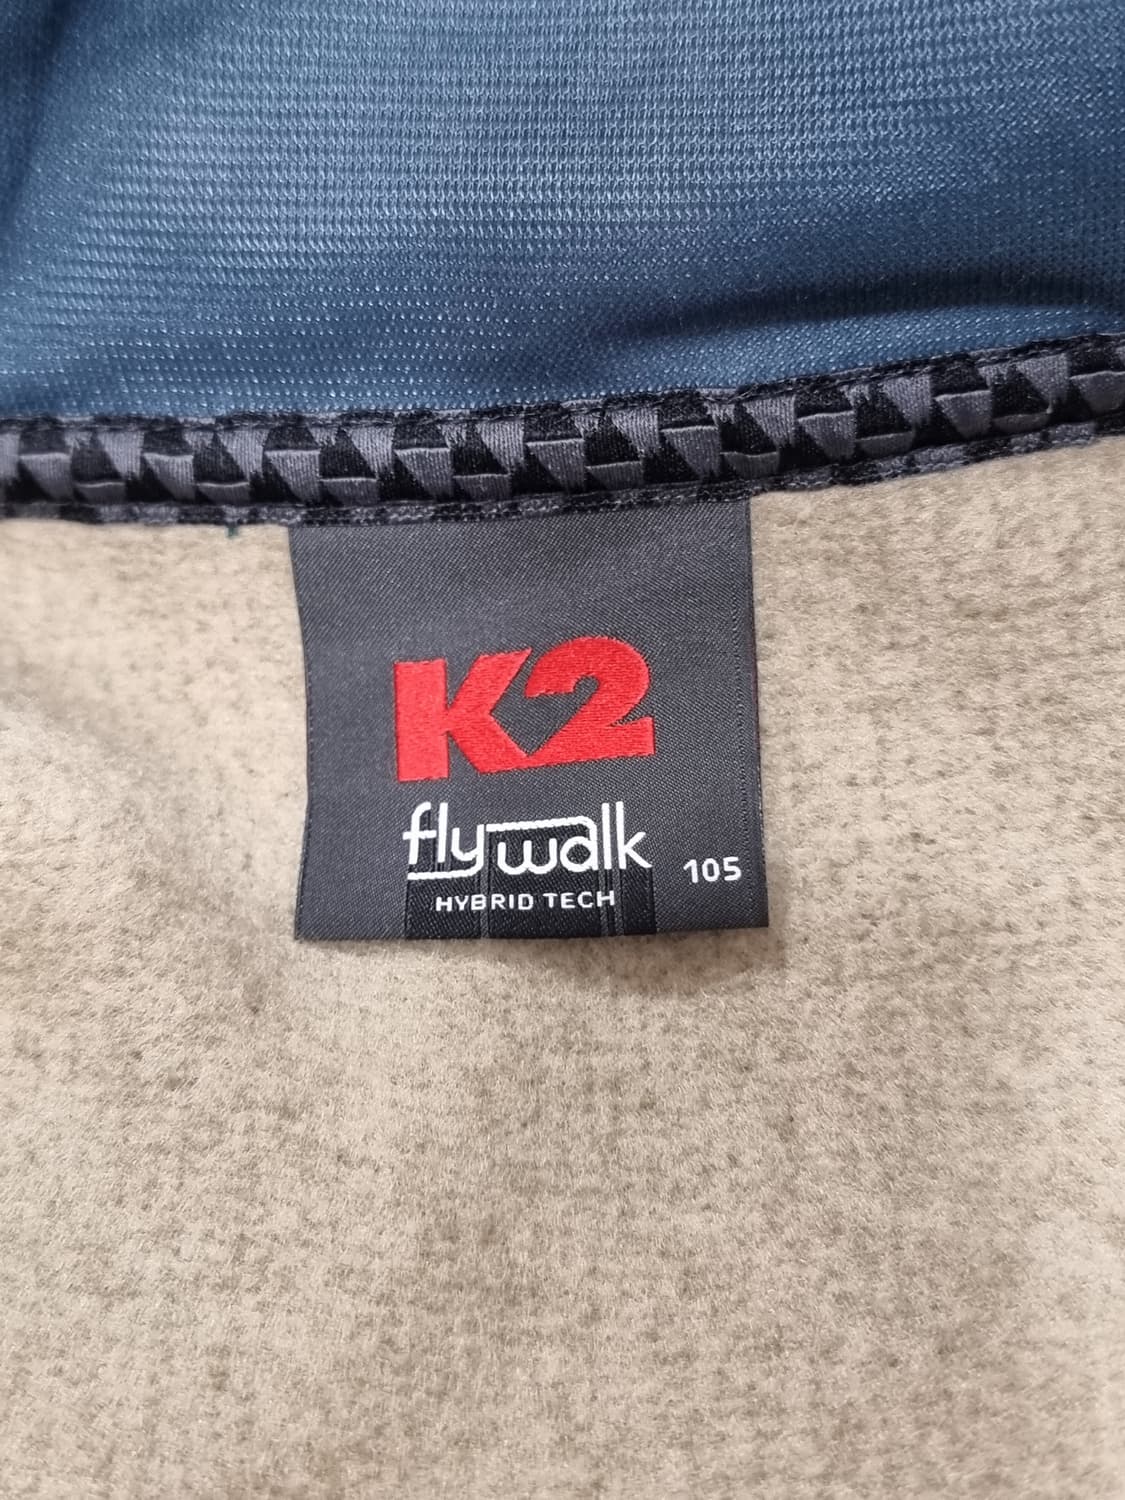 K2
flywalk
105
HYBRID TECH